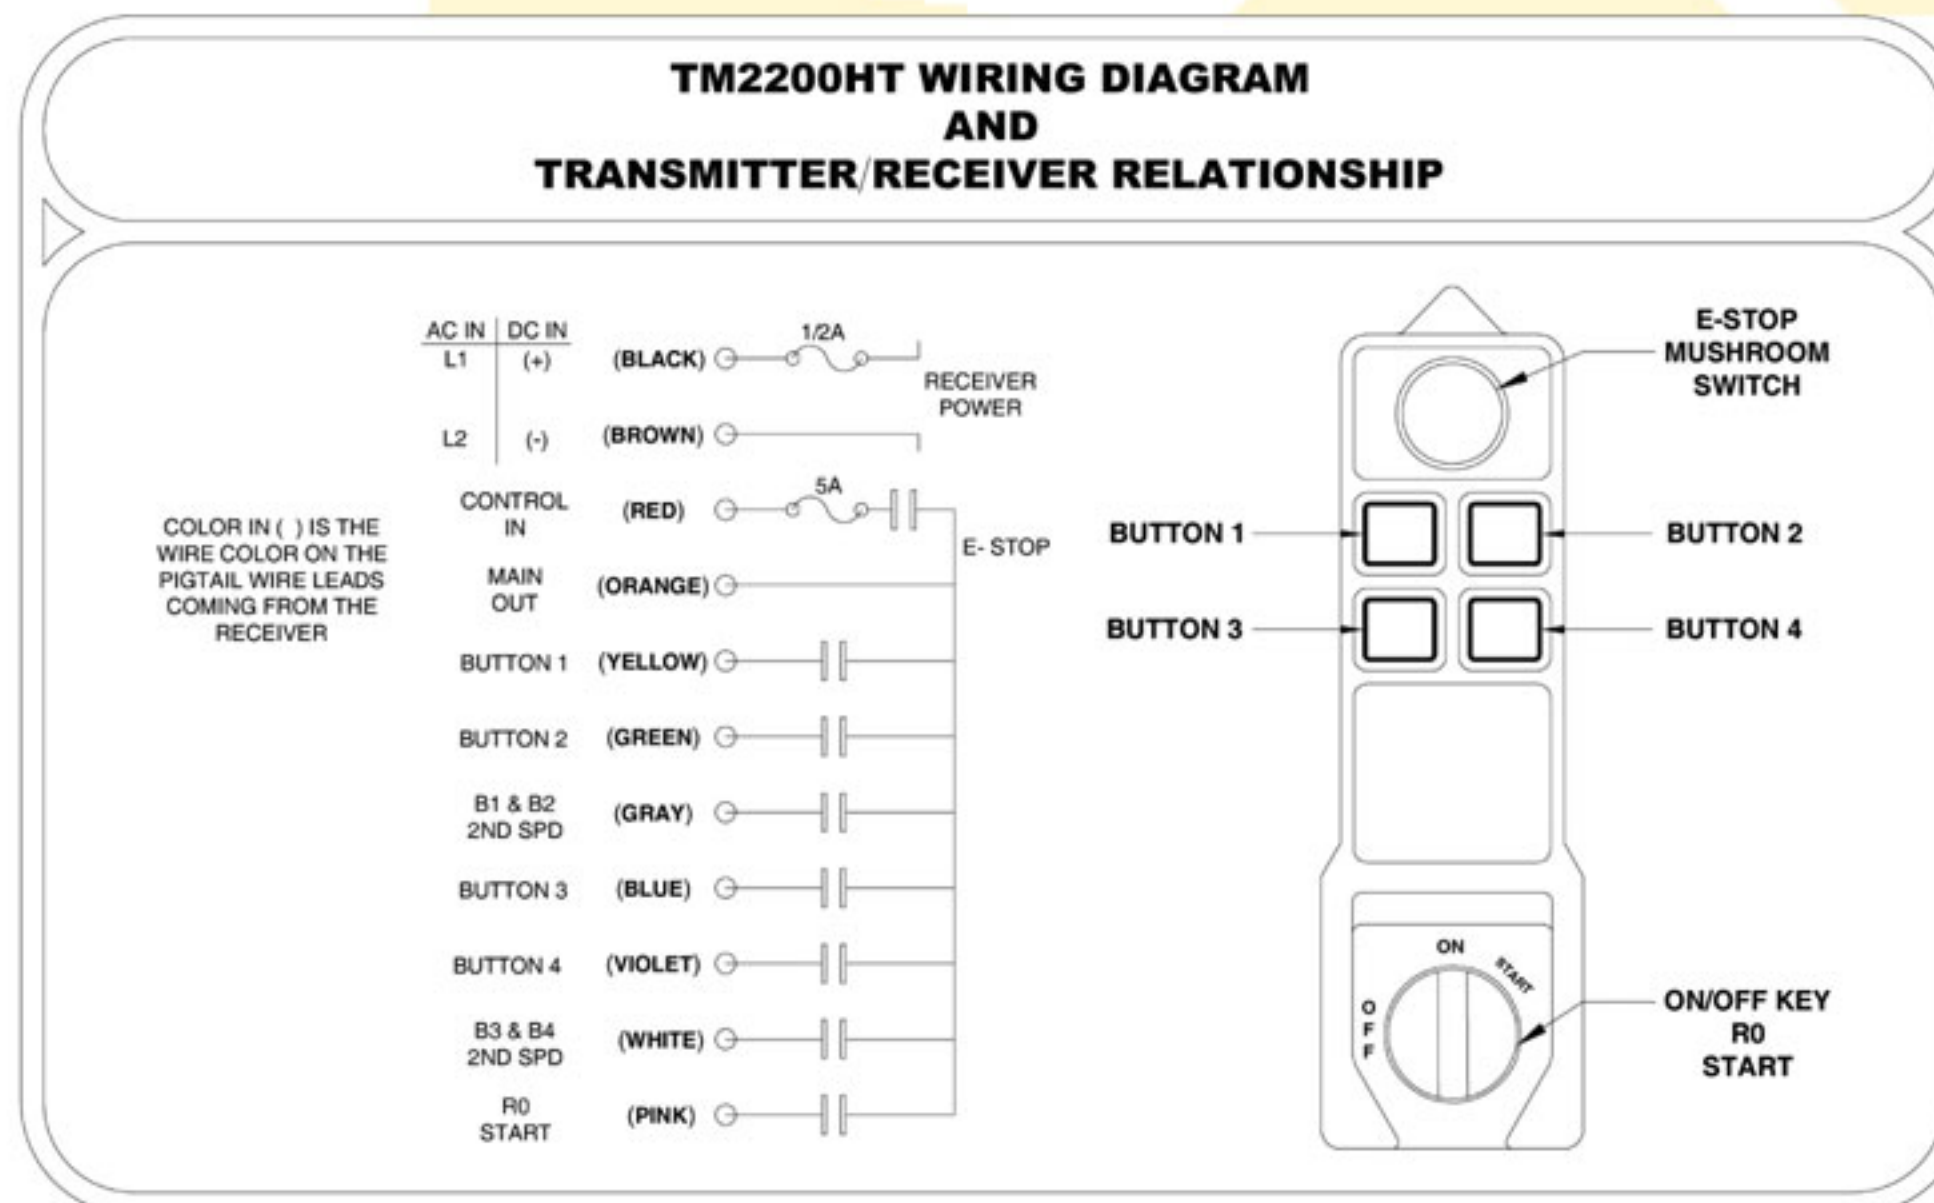 TM2200HT WIRING DIAGRAM
AND
TRANSMITTER/RECEIVER RELATIONSHIP
AC IN DC IN
L1 (+) (BLACK) 1/2A
RECEIVER
POWER
L2 (-) (BROWN)
COLOR IN ( ) IS THE
WIRE COLOR ON THE
PIGTAIL WIRE LEADS
COMING FROM THE
RECEIVER
CONTROL
IN
(RED) 5A
E- STOP
MAIN
OUT
(ORANGE)
BUTTON 1 (YELLOW)
BUTTON 2 (GREEN)
B1 & B2
2ND SPD
(GRAY)
BUTTON 3 (BLUE)
BUTTON 4 (VIOLET)
B3 & B4
2ND SPD
(WHITE)
R0
START
(PINK)
E-STOP
MUSHROOM
SWITCH
BUTTON 1 BUTTON 2
BUTTON 3 BUTTON 4
ON
START
OFF
ON/OFF KEY
R0
START